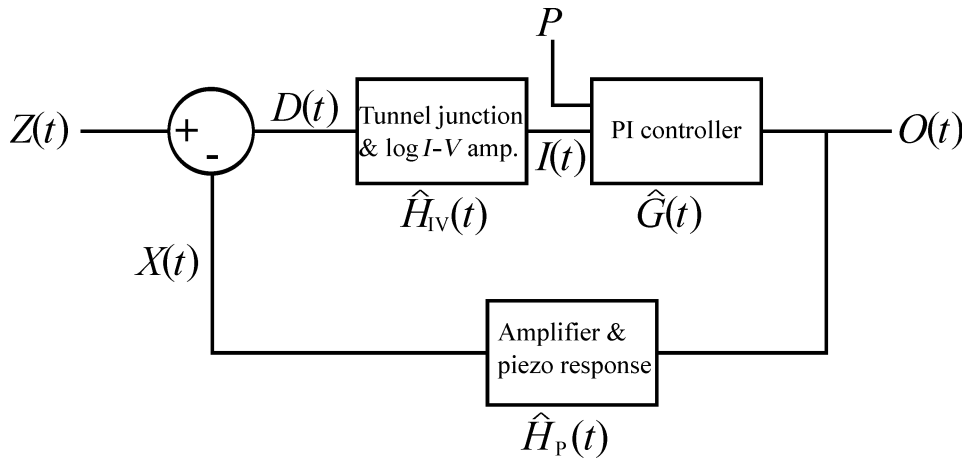 P
Z(t)
+
-
D(t)
Tunnel junction
& log I-V amp.
I(t)
PI controller
O(t)
Ĥ_IV(t)
Ĝ(t)
X(t)
Amplifier &
piezo response
Ĥ_P(t)